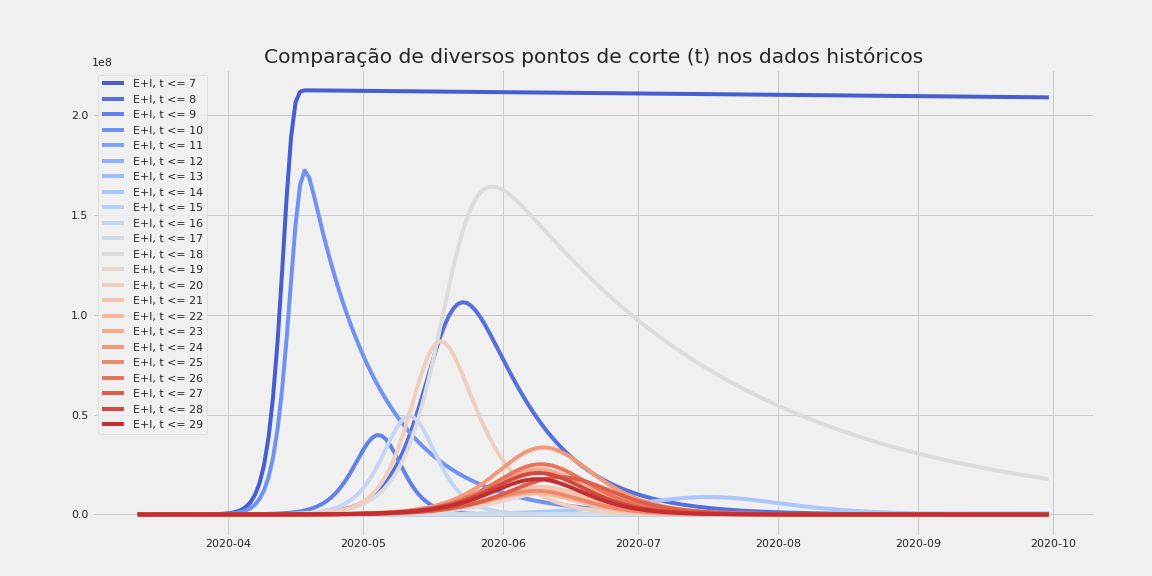 Comparação de diversos pontos de corte (t) nos dados históricos
1e8
E+I, t <= 7
E+I, t <= 8
E+I, t <= 9
E+I, t <= 10
E+I, t <= 11
E+I, t <= 12
E+I, t <= 13
E+I, t <= 14
E+I, t <= 15
E+I, t <= 16
E+I, t <= 17
E+I, t <= 18
E+I, t <= 19
E+I, t <= 20
E+I, t <= 21
E+I, t <= 22
E+I, t <= 23
E+I, t <= 24
E+I, t <= 25
E+I, t <= 26
E+I, t <= 27
E+I, t <= 28
E+I, t <= 29
2.0
1.5
1.0
0.5
0.0
2020-04 2020-05 2020-06 2020-07 2020-08 2020-09 2020-10